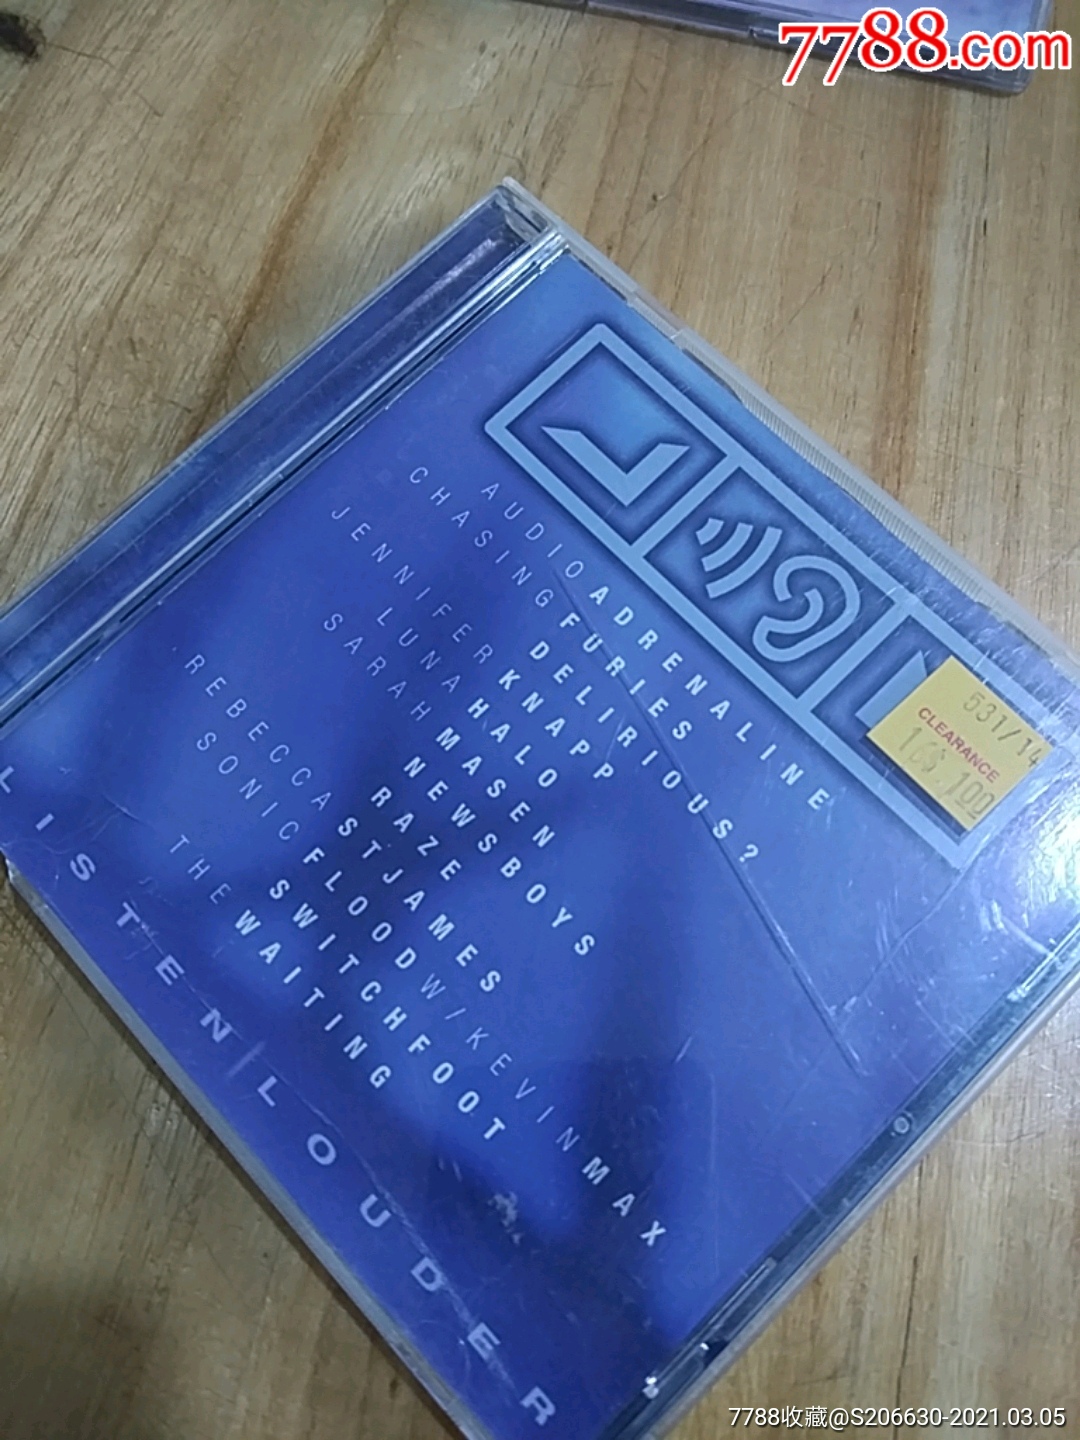 7788.com
AUDIO ADRENALINE
CHASING FURIES
DELIRIOUS?
JENNIFER KNAPP
LUNA HALO
SARAH MASEN
NEWSBOYS
RAZE
REBECCA ST JAMES
SONICFLOOD W/KEVIN MAX
SWITCHFOOT
THE WAITING
LISTEN LOUDER
531/14
CLEARANCE
7788收藏@S206630-2021.03.05